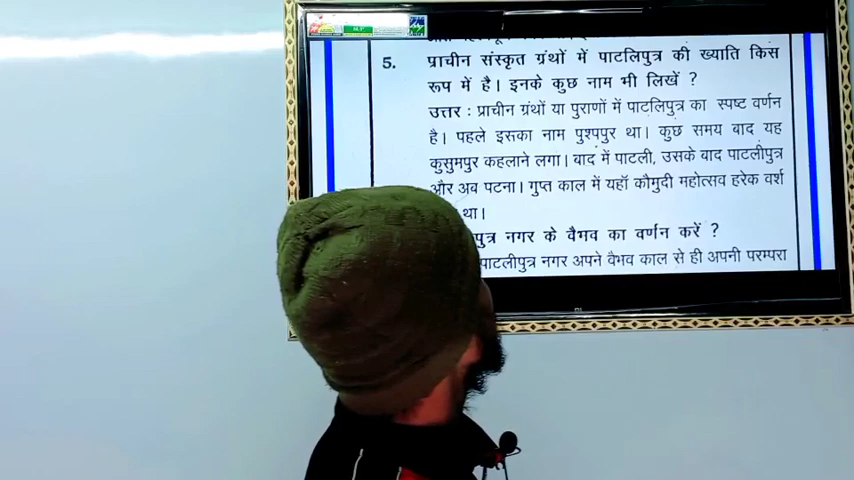 5. प्राचीन संस्कृत ग्रंथों में पाटलिपुत्र की ख्याति किस
रूप में है। इनके कुछ नाम भी लिखें ?
उत्तर : प्राचीन ग्रंथों या पुराणों में पाटलिपुत्र का स्पष्ट वर्णन
है। पहले इसका नाम पुश्पपुर था। कुछ समय बाद यह
कुसुमपुर कहलाने लगा। बाद में पाटली, उसके बाद पाटलीपुत्र
और अब पटना। गुप्त काल में यहाँ कौमुदी महोत्सव हरेक वर्श
था।
पुत्र नगर के वैभव का वर्णन करें ?
पाटलीपुत्र नगर अपने वैभव काल से ही अपनी परम्परा